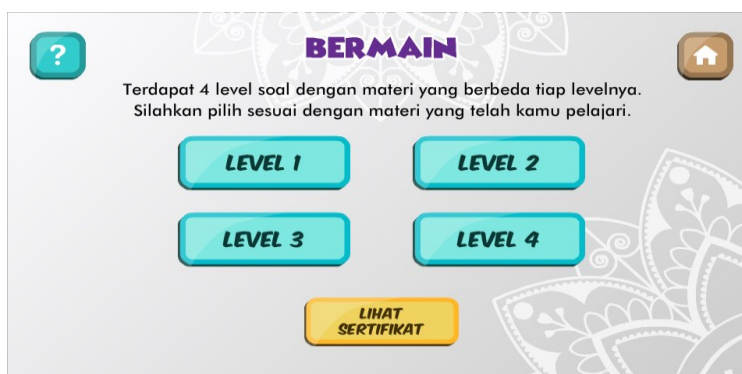 ?
BERMAIN
Terdapat 4 level soal dengan materi yang berbeda tiap levelnya.
Silahkan pilih sesuai dengan materi yang telah kamu pelajari.
LEVEL 1
LEVEL 2
LEVEL 3
LEVEL 4
LIHAT
SERTIFIKAT